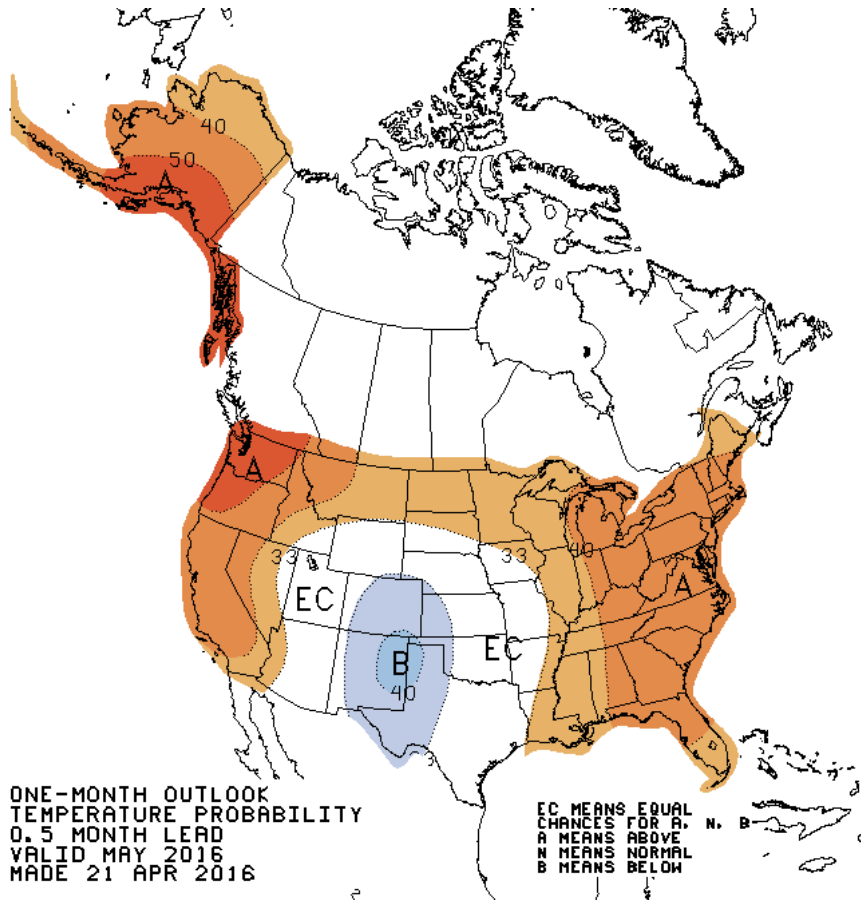 40
50
A
A
33
33
40
EC
A
EC
B
40
ONE-MONTH OUTLOOK
TEMPERATURE PROBABILITY
0.5 MONTH LEAD
VALID MAY 2016
MADE 21 APR 2016
EC MEANS EQUAL
CHANCES FOR A, N, B
A MEANS ABOVE
N MEANS NORMAL
B MEANS BELOW